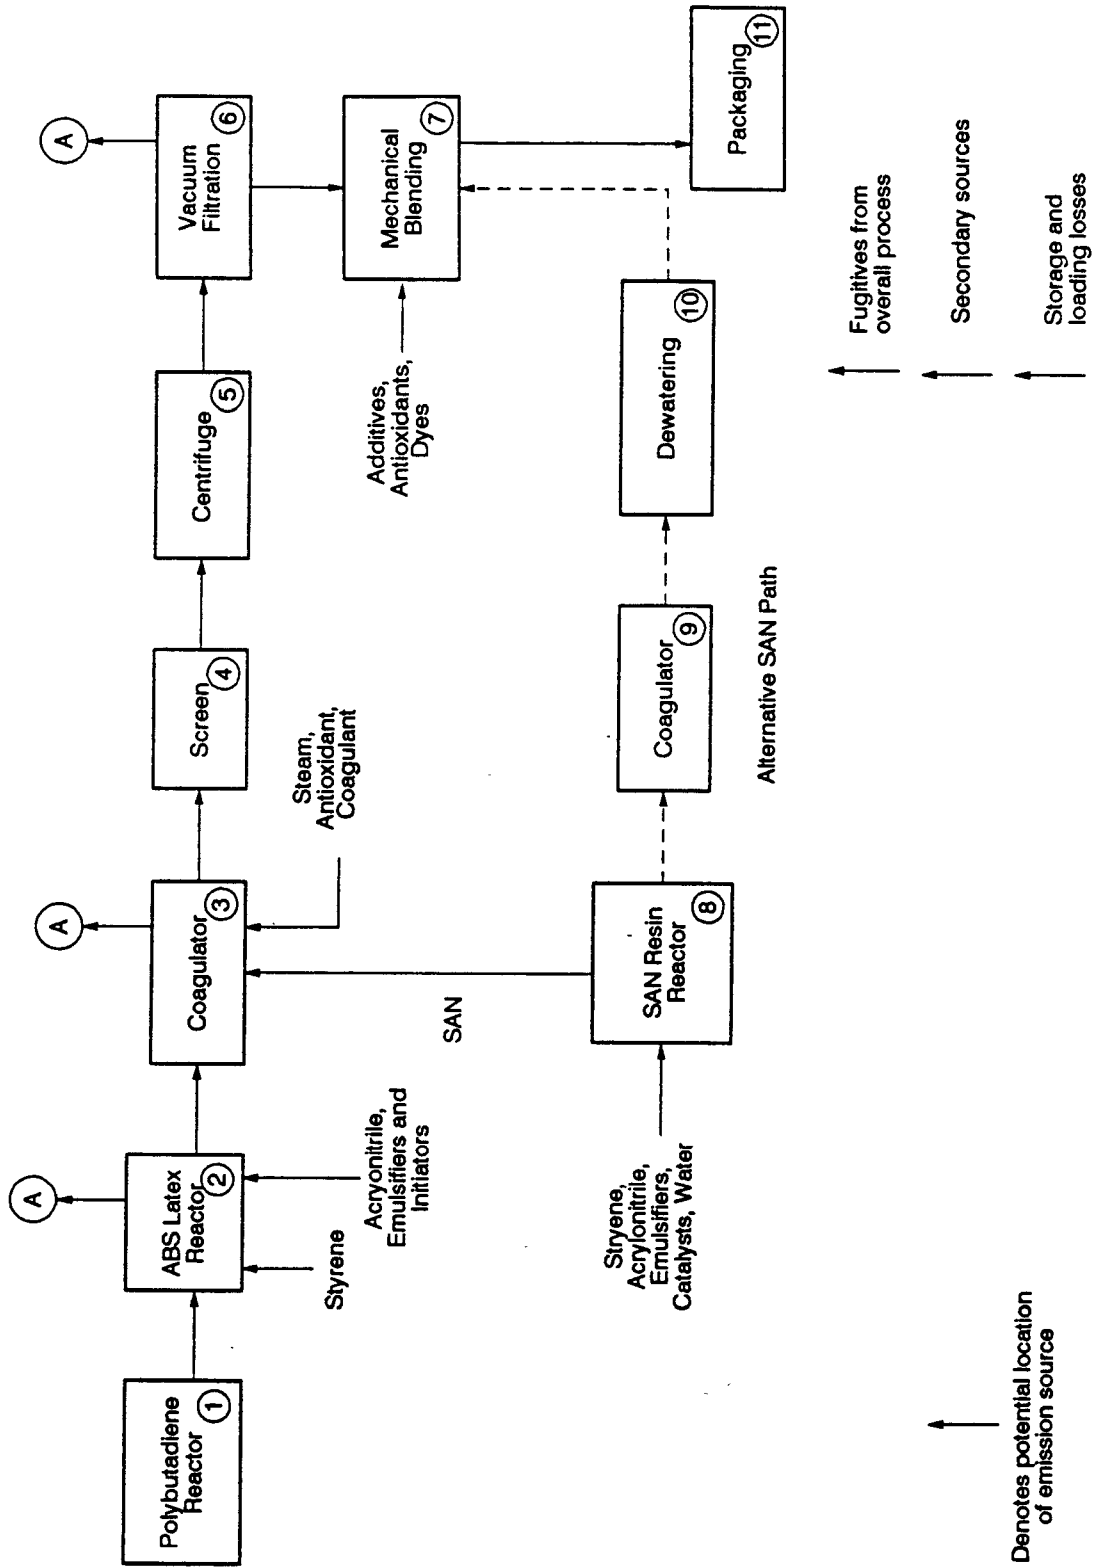 Polybutadiene
Reactor
1
A
ABS Latex
Reactor
2
Styrene
Acryonitrile,
Emulsifiers and
Initiators
A
Coagulator
3
Steam,
Antioxidant,
Coagulant
Screen
4
Centrifuge
5
A
Vacuum
Filtration
6
Additives,
Antioxidants,
Dyes
Mechanical
Blending
7
SAN
Stryene,
Acrylonitrile,
Emulsifiers,
Catalysts, Water
SAN Resin
Reactor
8
Coagulator
9
Dewatering
10
Packaging
11
Alternative SAN Path
Denotes potential location
of emission source
Fugitives from
overall process
Secondary sources
Storage and
loading losses